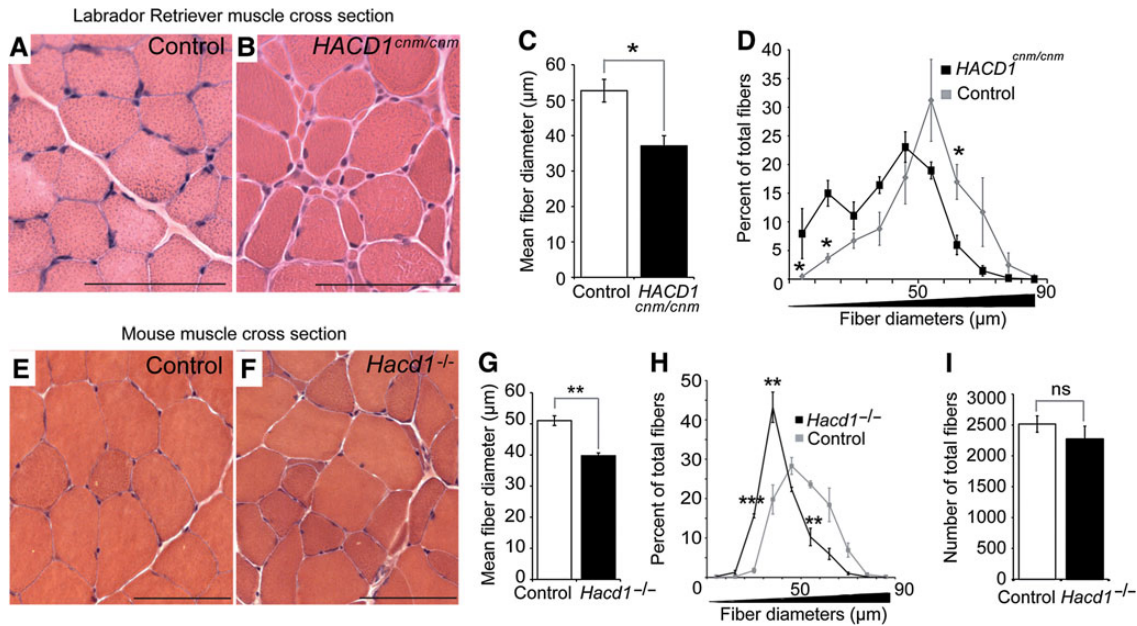 Labrador Retriever muscle cross section
A Control
B HACD1cnm/cnm
C
*
Mean fiber diameter (µm)
60
50
40
30
20
10
0
Control HACD1
cnm/cnm
D
HACD1cnm/cnm
Control
Percent of total fibers
40
35
30
25
20
15
10
5
0
*
*
*
50
90
Fiber diameters (µm)
Mouse muscle cross section
E Control
F Hacd1–/–
G
**
Mean fiber diameter (µm)
60
50
40
30
20
10
0
Control Hacd1–/–
H
**
Hacd1–/–
Control
Percent of total fibers
50
40
30
20
10
0
***
**
50
90
Fiber diameters (µm)
I
ns
Number of total fibers
3000
2500
2000
1500
1000
500
0
Control Hacd1–/–